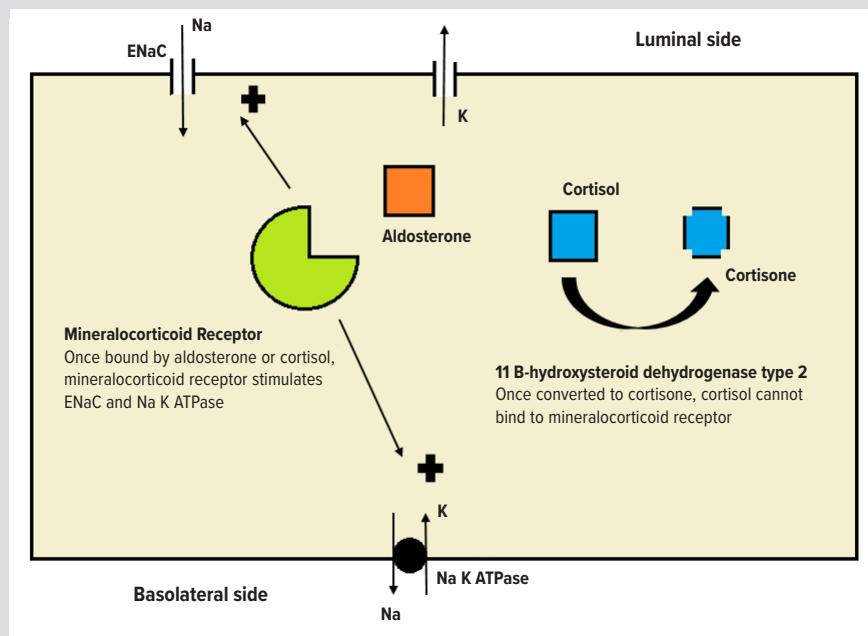 Na
ENaC
Luminal side
K
Cortisol
Aldosterone
Cortisone
Mineralocorticoid Receptor
Once bound by aldosterone or cortisol,
mineralocorticoid receptor stimulates
ENaC and Na K ATPase
11 B-hydroxysteroid dehydrogenase type 2
Once converted to cortisone, cortisol cannot
bind to mineralocorticoid receptor
K
Na K ATPase
Basolateral side
Na